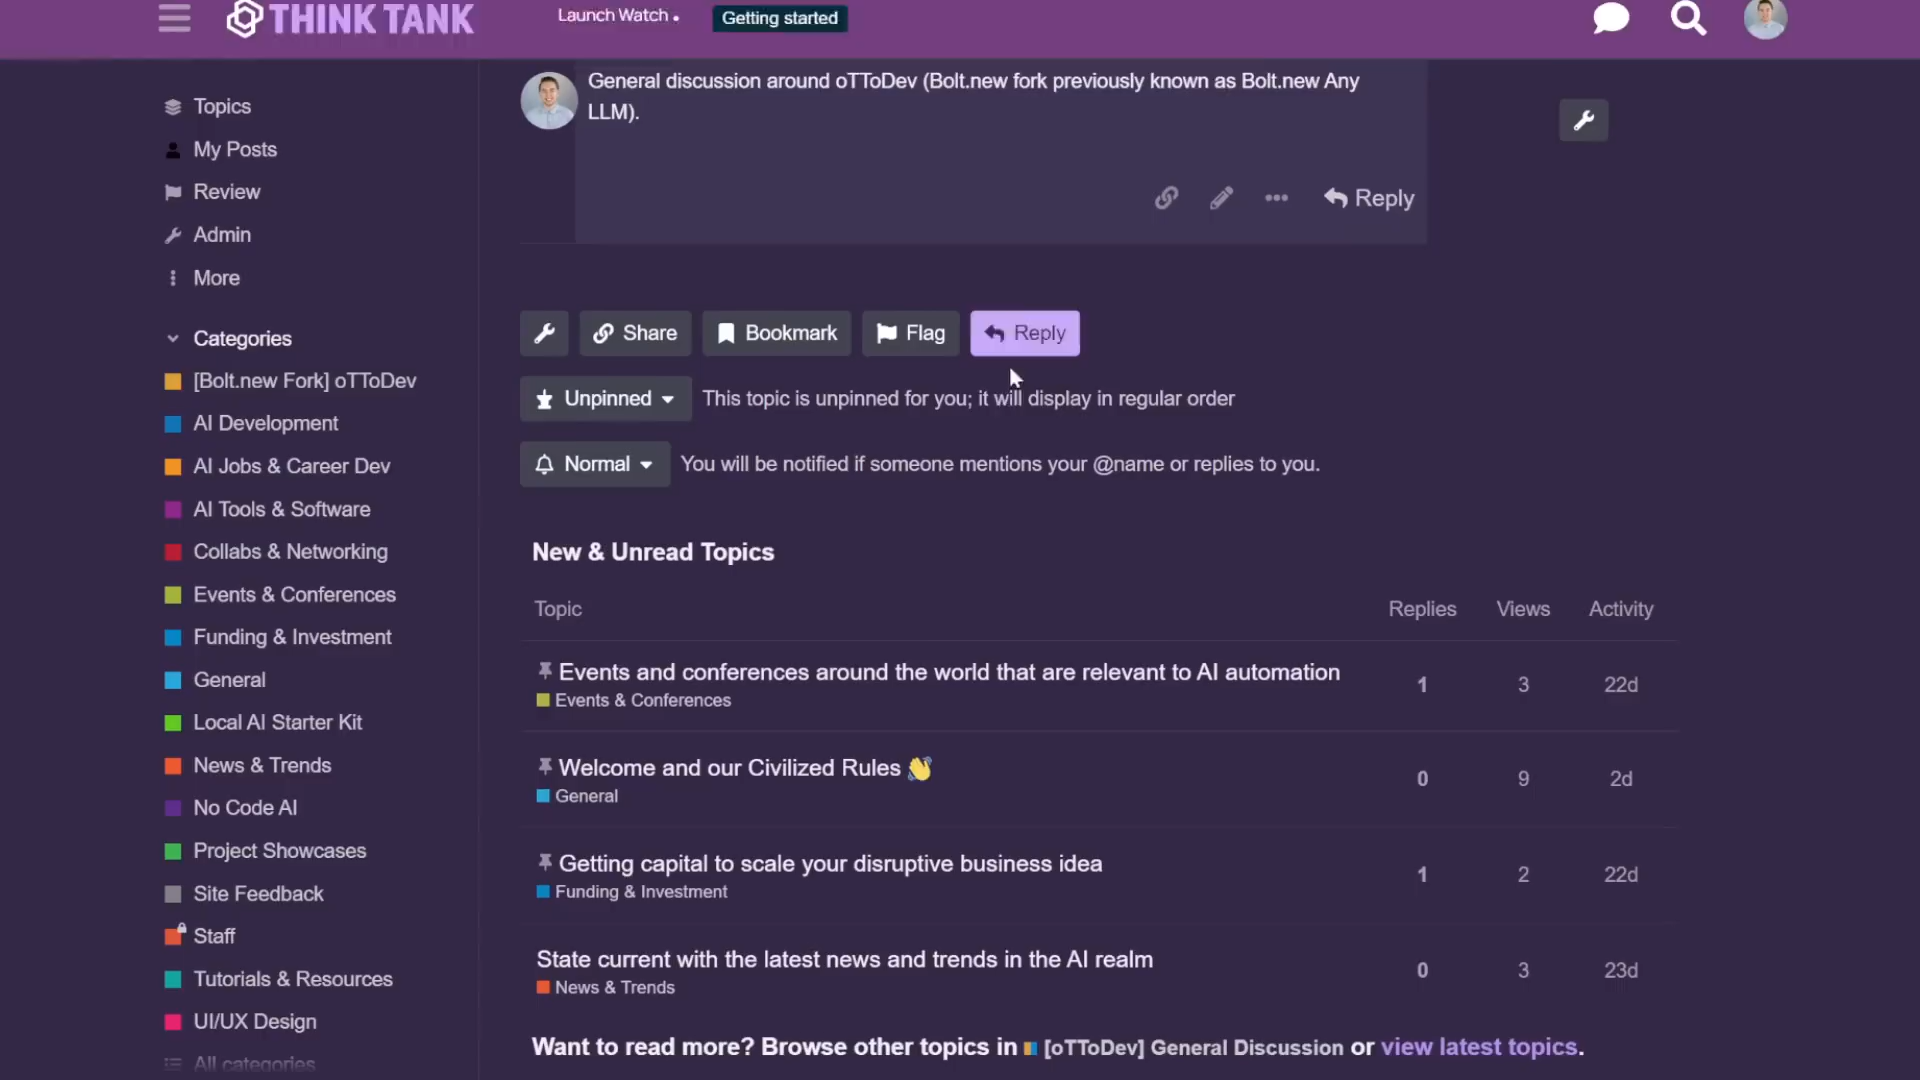 THINK TANK
Launch Watch
Getting started
Topics
My Posts
Review
Admin
More
Categories
[Bolt.new Fork] oTToDev
AI Development
AI Jobs & Career Dev
AI Tools & Software
Collabs & Networking
Events & Conferences
Funding & Investment
General
Local AI Starter Kit
News & Trends
No Code AI
Project Showcases
Site Feedback
Staff
Tutorials & Resources
UI/UX Design
All categories
General discussion around oTToDev (Bolt.new fork previously known as Bolt.new Any
LLM).
Reply
Share
Bookmark
Flag
Reply
Unpinned
This topic is unpinned for you; it will display in regular order
Normal
You will be notified if someone mentions your @name or replies to you.
New & Unread Topics
Topic Replies Views Activity
Events and conferences around the world that are relevant to AI automation
Events & Conferences
1 3 22d
Welcome and our Civilized Rules 👋
General
0 9 2d
Getting capital to scale your disruptive business idea
Funding & Investment
1 2 22d
State current with the latest news and trends in the AI realm
News & Trends
0 3 23d
Want to read more? Browse other topics in [oTToDev] General Discussion or view latest topics.